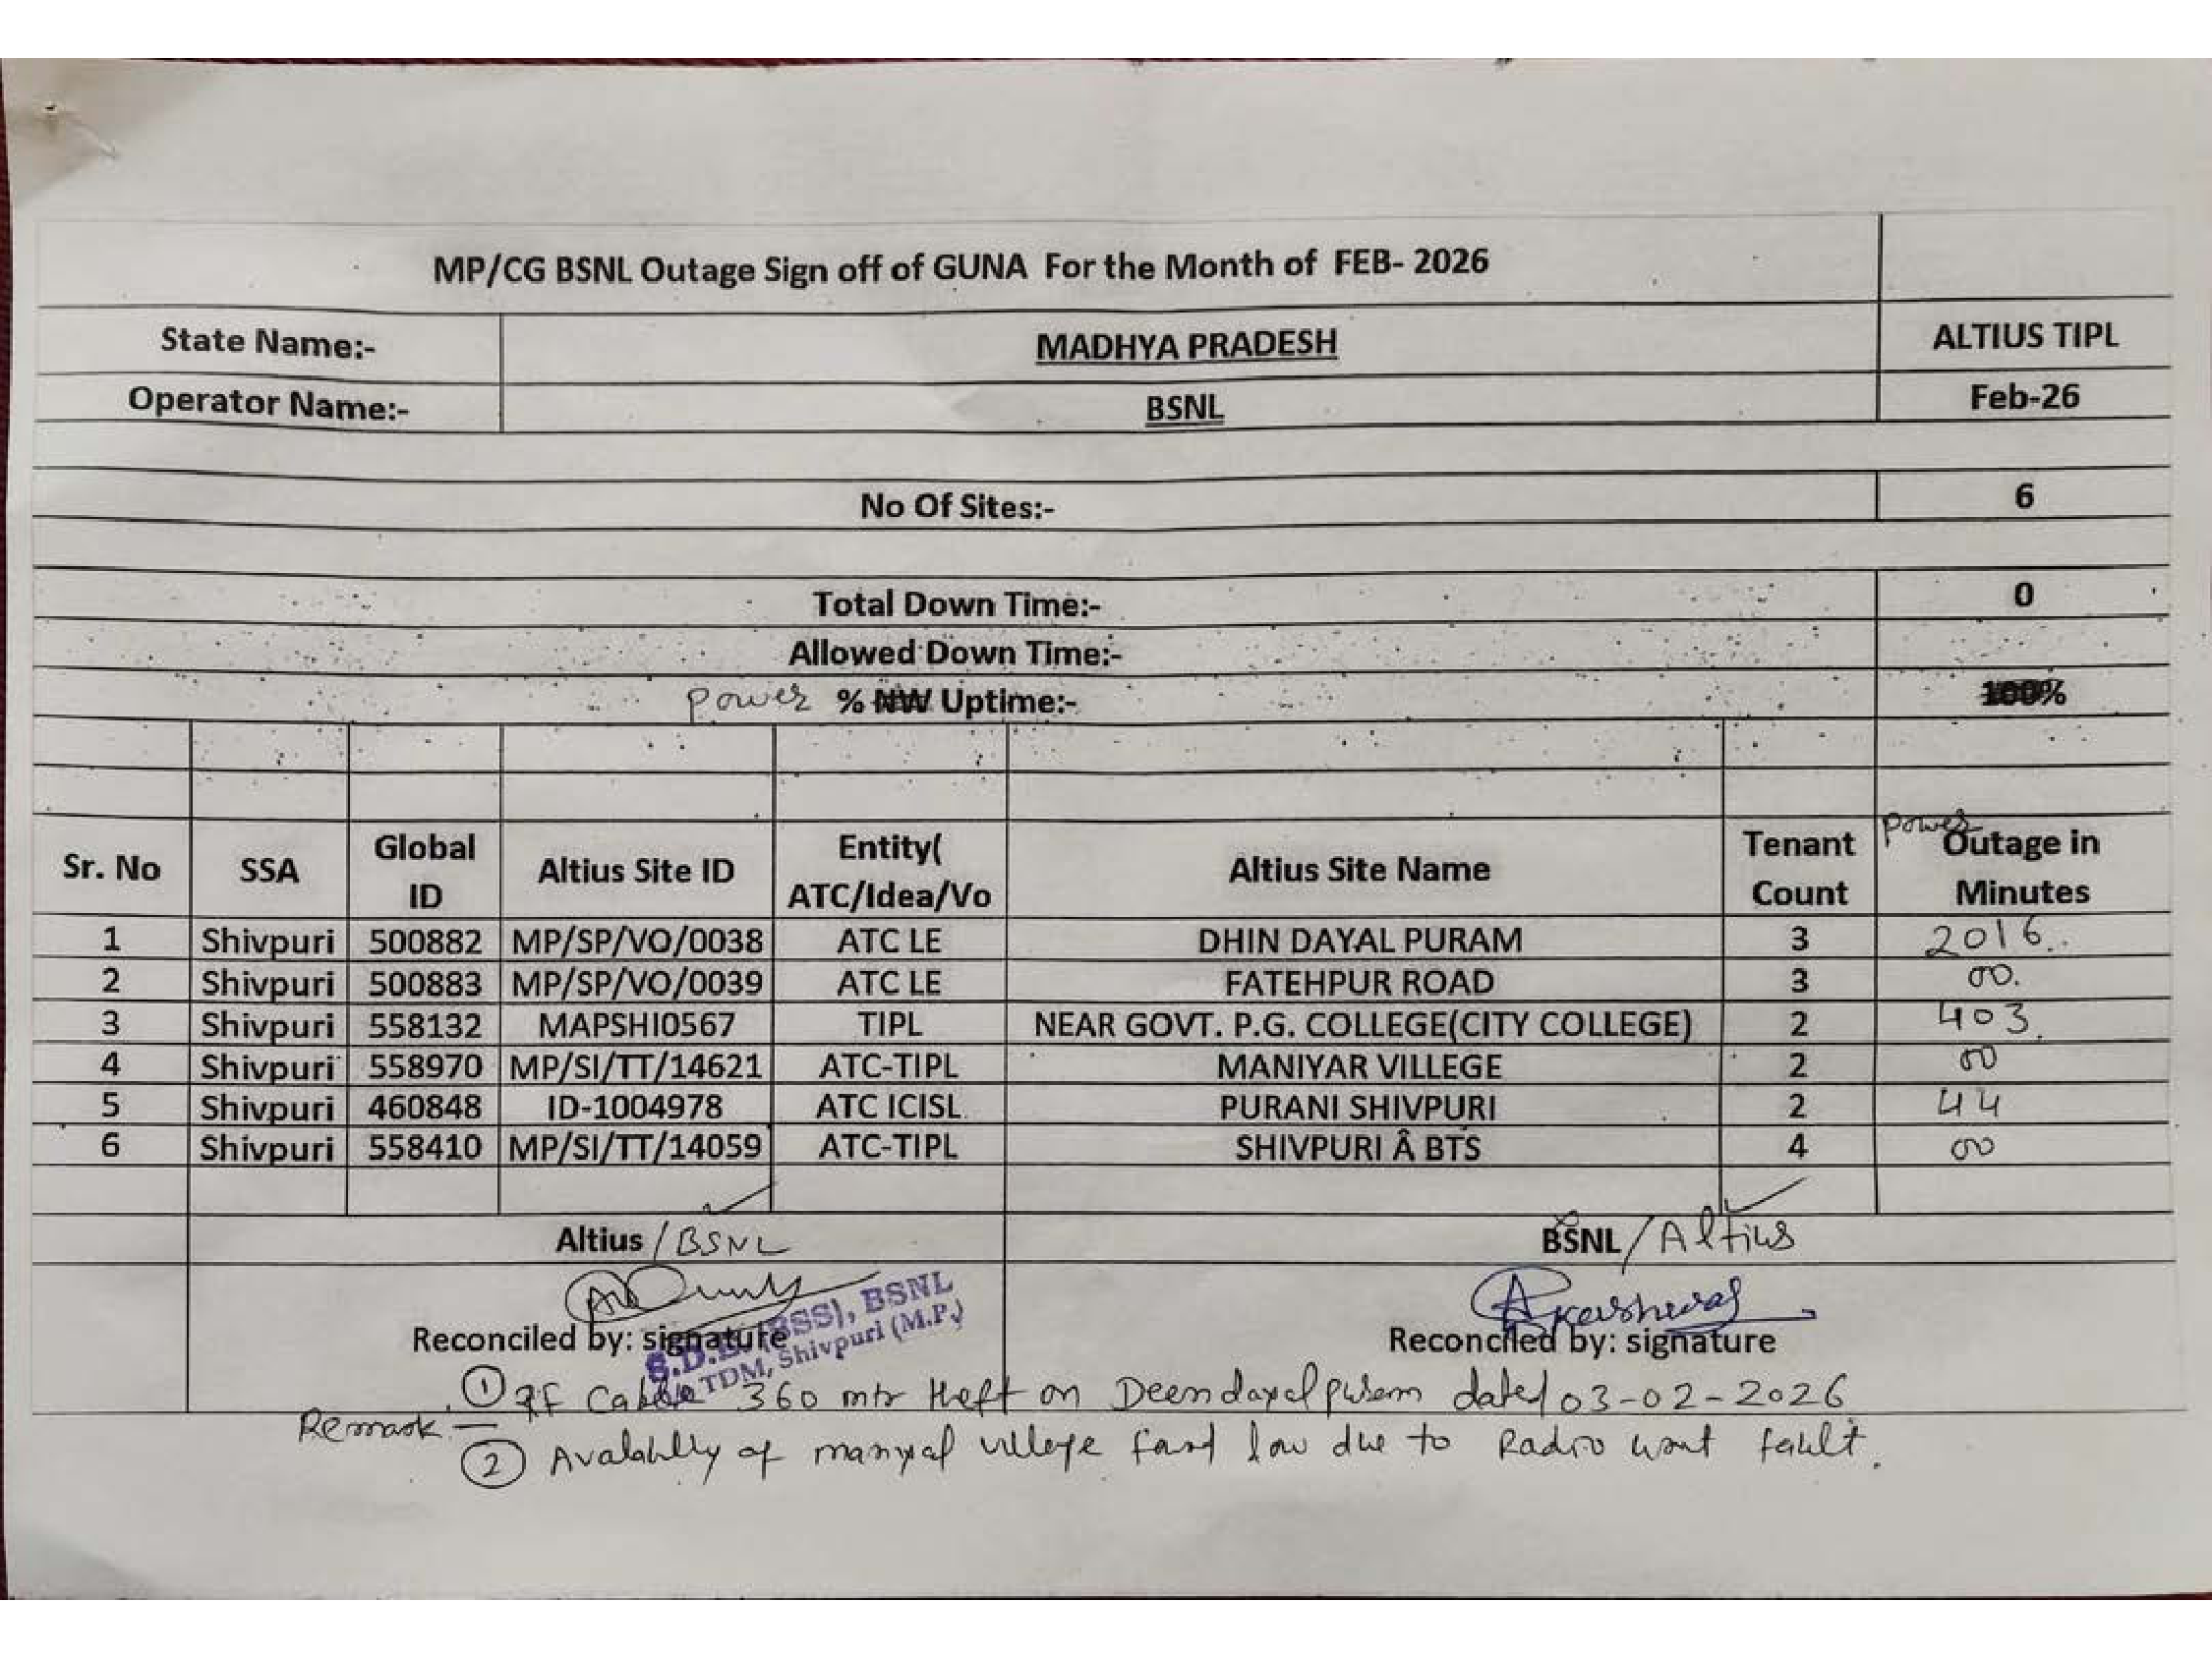 MP/CG BSNL Outage Sign off of GUNA For the Month of FEB- 2026
State Name:- MADHYA PRADESH ALTIUS TIPL
Operator Name:- BSNL Feb-26
No Of Sites:- 6
Total Down Time:- 0
Allowed Down Time:-
power % NW Uptime:- 100%
Sr. No SSA Global ID Altius Site ID Entity( ATC/Idea/Vo Altius Site Name Tenant Count power Outage in Minutes
1 Shivpuri 500882 MP/SP/VO/0038 ATC LE DHIN DAYAL PURAM 3 2016
2 Shivpuri 500883 MP/SP/VO/0039 ATC LE FATEHPUR ROAD 3 00.
3 Shivpuri 558132 MAPSHI0567 TIPL NEAR GOVT. P.G. COLLEGE(CITY COLLEGE) 2 403
4 Shivpuri 558970 MP/SI/TT/14621 ATC-TIPL MANIYAR VILLEGE 2 00
5 Shivpuri 460848 ID-1004978 ATC ICISL PURANI SHIVPURI 2 44
6 Shivpuri 558410 MP/SI/TT/14059 ATC-TIPL SHIVPURI Â BTS 4 00
Altius / BSNL BSNL / Altius
Reconciled by: signature Reconciled by: signature
S.D.E. (BSS), BSNL
TDM, Shivpuri (M.P.)
Remark:- ① RF Cable 360 mtr theft on dated 03-02-2026
② of village low due to Radio fault.